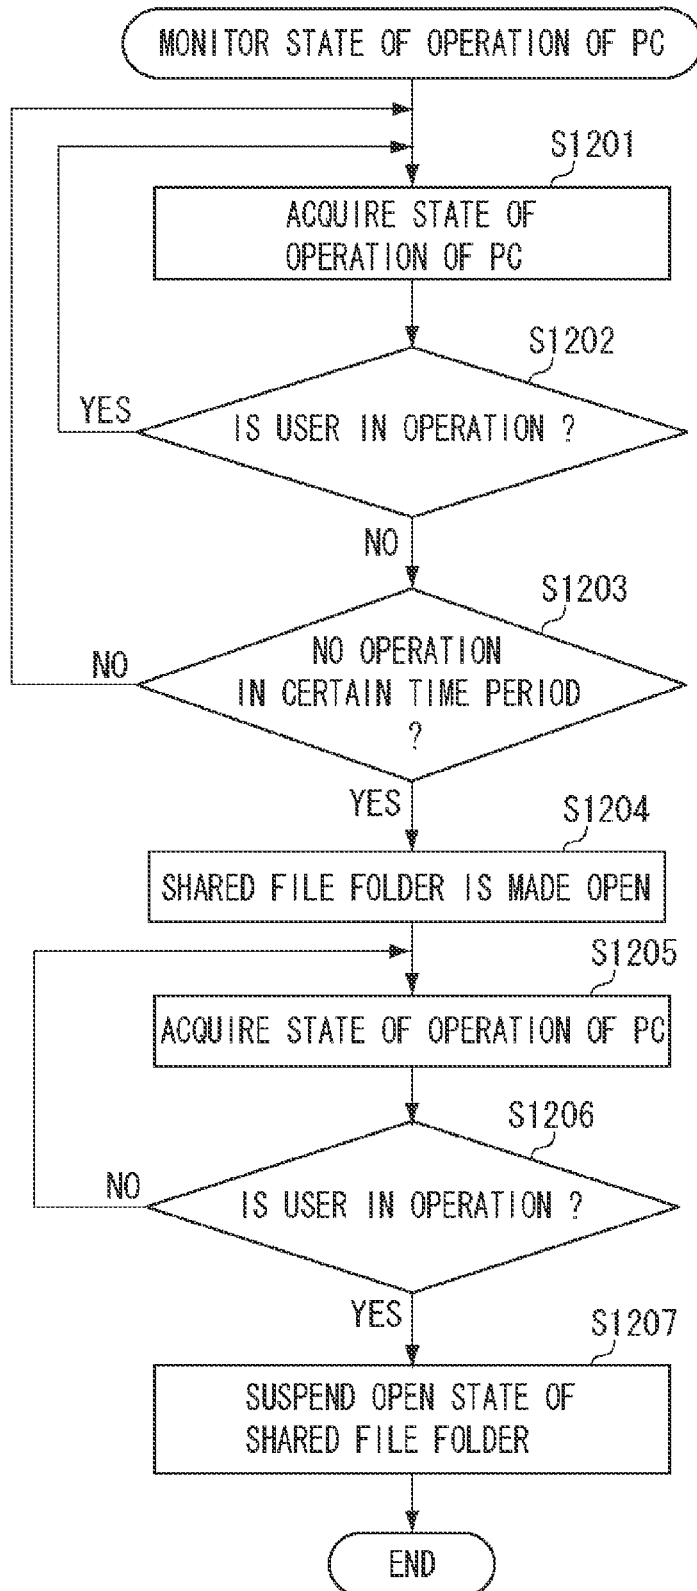 MONITOR STATE OF OPERATION OF PC
S1201
ACQUIRE STATE OF
OPERATION OF PC
S1202
YES
IS USER IN OPERATION ?
NO
S1203
NO
NO OPERATION
IN CERTAIN TIME PERIOD
?
YES
S1204
SHARED FILE FOLDER IS MADE OPEN
S1205
ACQUIRE STATE OF OPERATION OF PC
S1206
NO
IS USER IN OPERATION ?
YES
S1207
SUSPEND OPEN STATE OF
SHARED FILE FOLDER
END